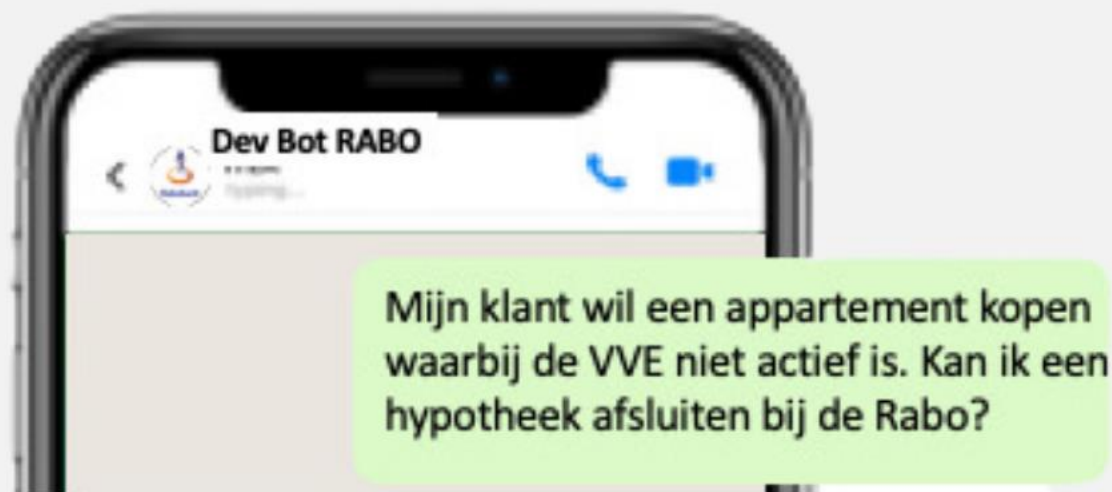 Dev Bot RABO
typing...
Mijn klant wil een appartement kopen
waarbij de VVE niet actief is. Kan ik een
hypotheek afsluiten bij de Rabo?